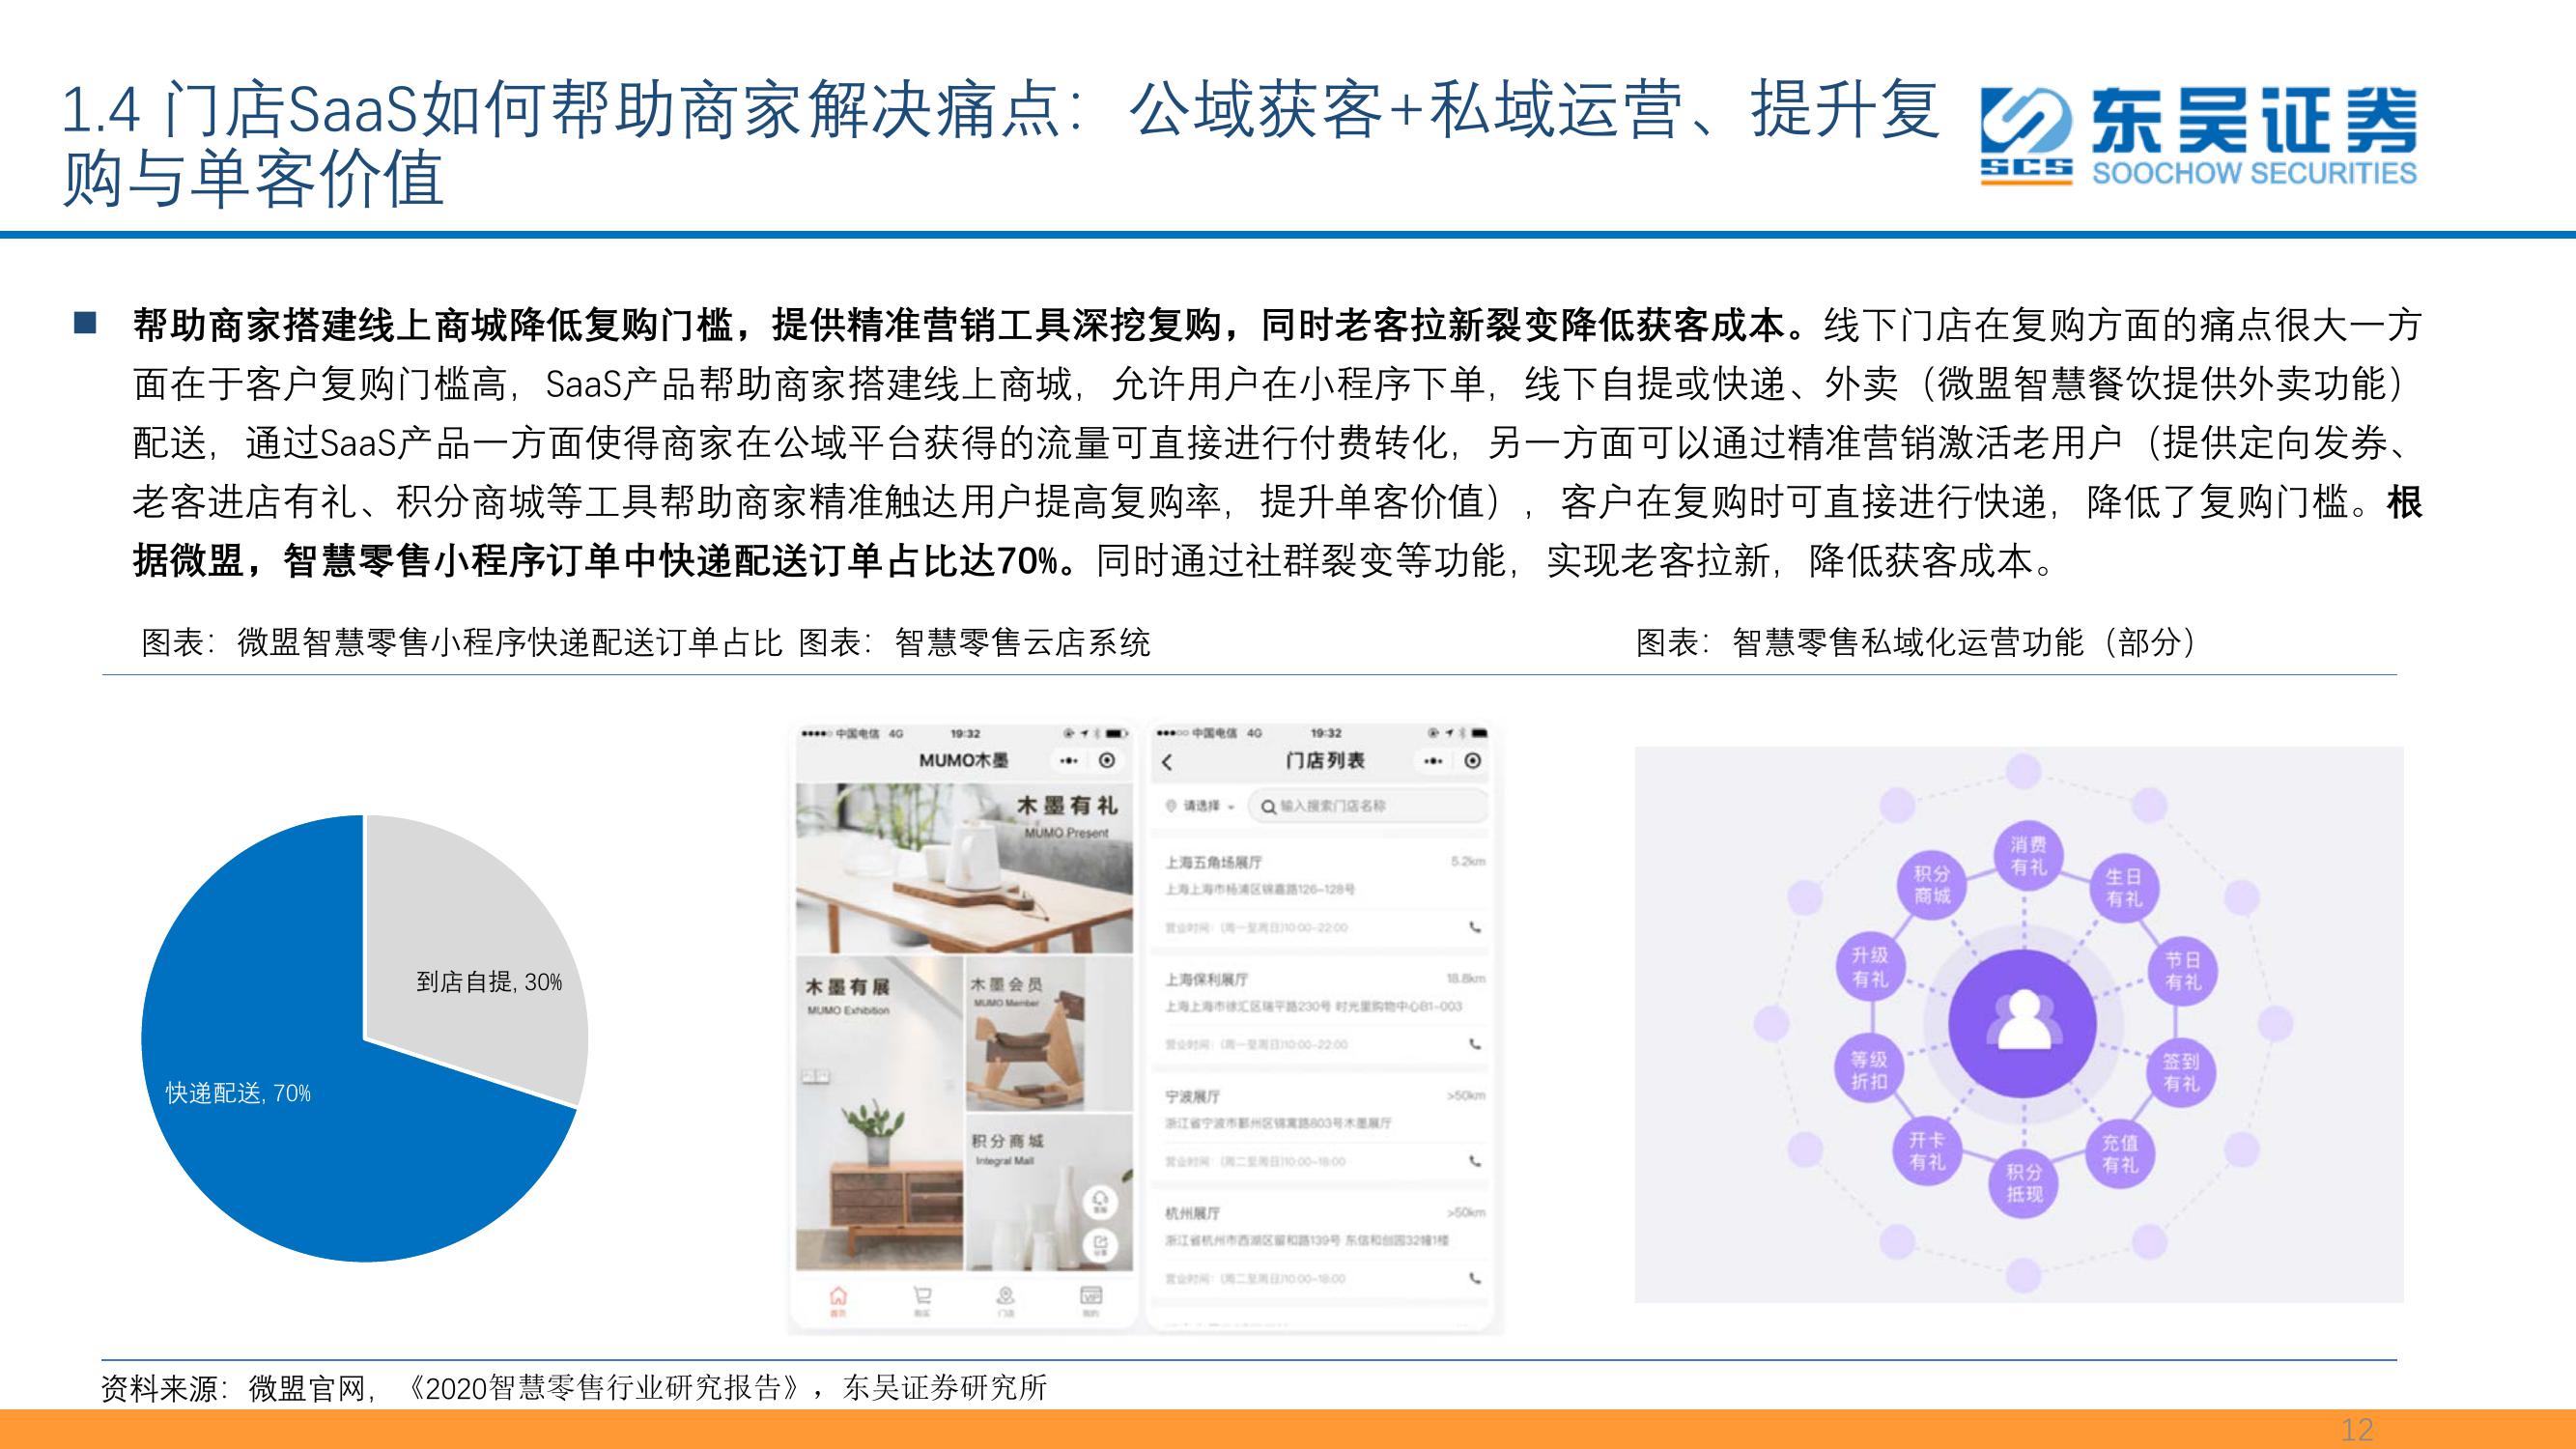 1.4 门店SaaS如何帮助商家解决痛点：公域获客+私域运营、提升复
购与单客价值
SCS
东吴证券
SOOCHOW SECURITIES
■ 帮助商家搭建线上商城降低复购门槛，提供精准营销工具深挖复购，同时老客拉新裂变降低获客成本。线下门店在复购方面的痛点很大一方
面在于客户复购门槛高，SaaS产品帮助商家搭建线上商城，允许用户在小程序下单，线下自提或快递、外卖（微盟智慧餐饮提供外卖功能）
配送，通过SaaS产品一方面使得商家在公域平台获得的流量可直接进行付费转化，另一方面可以通过精准营销激活老用户（提供定向发券、
老客进店有礼、积分商城等工具帮助商家精准触达用户提高复购率，提升单客价值），客户在复购时可直接进行快递，降低了复购门槛。根
据微盟，智慧零售小程序订单中快递配送订单占比达70%。同时通过社群裂变等功能，实现老客拉新，降低获客成本。
图表：微盟智慧零售小程序快递配送订单占比
图表：智慧零售云店系统
图表：智慧零售私域化运营功能（部分）
到店自提, 30%
快递配送, 70%
中国电信 4G 19:32
MUMO木墨
木墨有礼
MUMO Present
木墨有展
MUMO Exhibition
木墨会员
MUMO Member
积分商城
Integral Mall
首页
购买
门店
我的
中国电信 4G 19:32
门店列表
请选择
输入搜索门店名称
上海五角场展厅 5.2km
上海上海市杨浦区锦嘉路126-128号
营业时间：(周一至周日)10:00-22:00
上海保利展厅 18.8km
上海上海市徐汇区瑞平路230号 时光里购物中心B1-003
营业时间：(周一至周日)10:00-22:00
宁波展厅 >50km
浙江省宁波市鄞州区锦寓路803号木墨展厅
营业时间：(周二至周日)10:00-18:00
杭州展厅 >50km
浙江省杭州市西湖区留和路139号 东信和创园32幢1楼
营业时间：(周二至周日)10:00-18:00
消费
有礼
生日
有礼
节日
有礼
签到
有礼
充值
有礼
积分
抵现
开卡
有礼
等级
折扣
升级
有礼
积分
商城
资料来源：微盟官网，《2020智慧零售行业研究报告》，东吴证券研究所
12